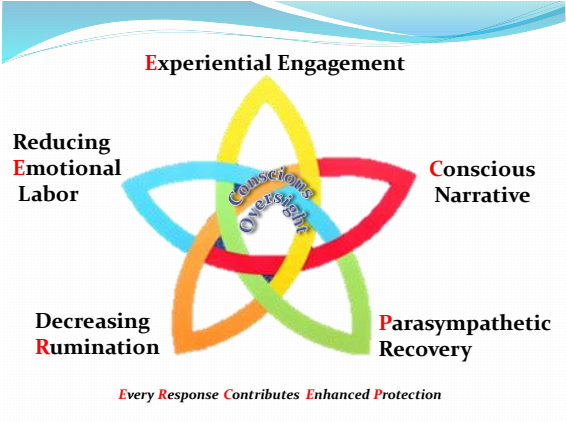 Experiential Engagement
Reducing
Emotional
Labor
Conscious
Narrative
Conscious
Oversight
Decreasing
Rumination
Parasympathetic
Recovery
Every Response Contributes Enhanced Protection